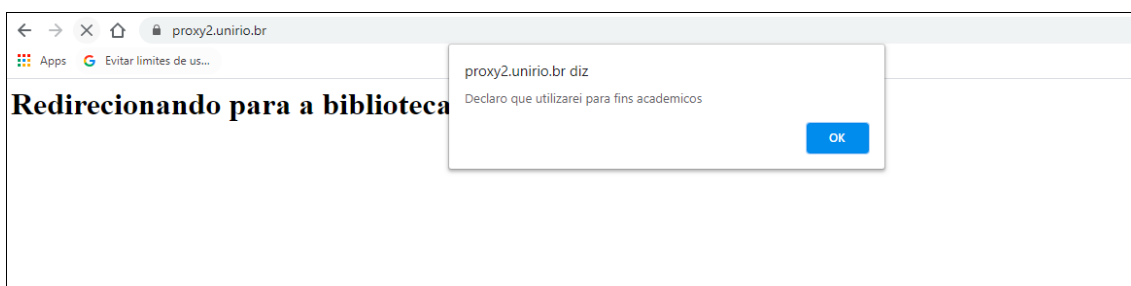 proxy2.unirio.br
Apps
Evitar limites de us...
proxy2.unirio.br diz
Declaro que utilizarei para fins academicos
OK
Redirecionando para a biblioteca